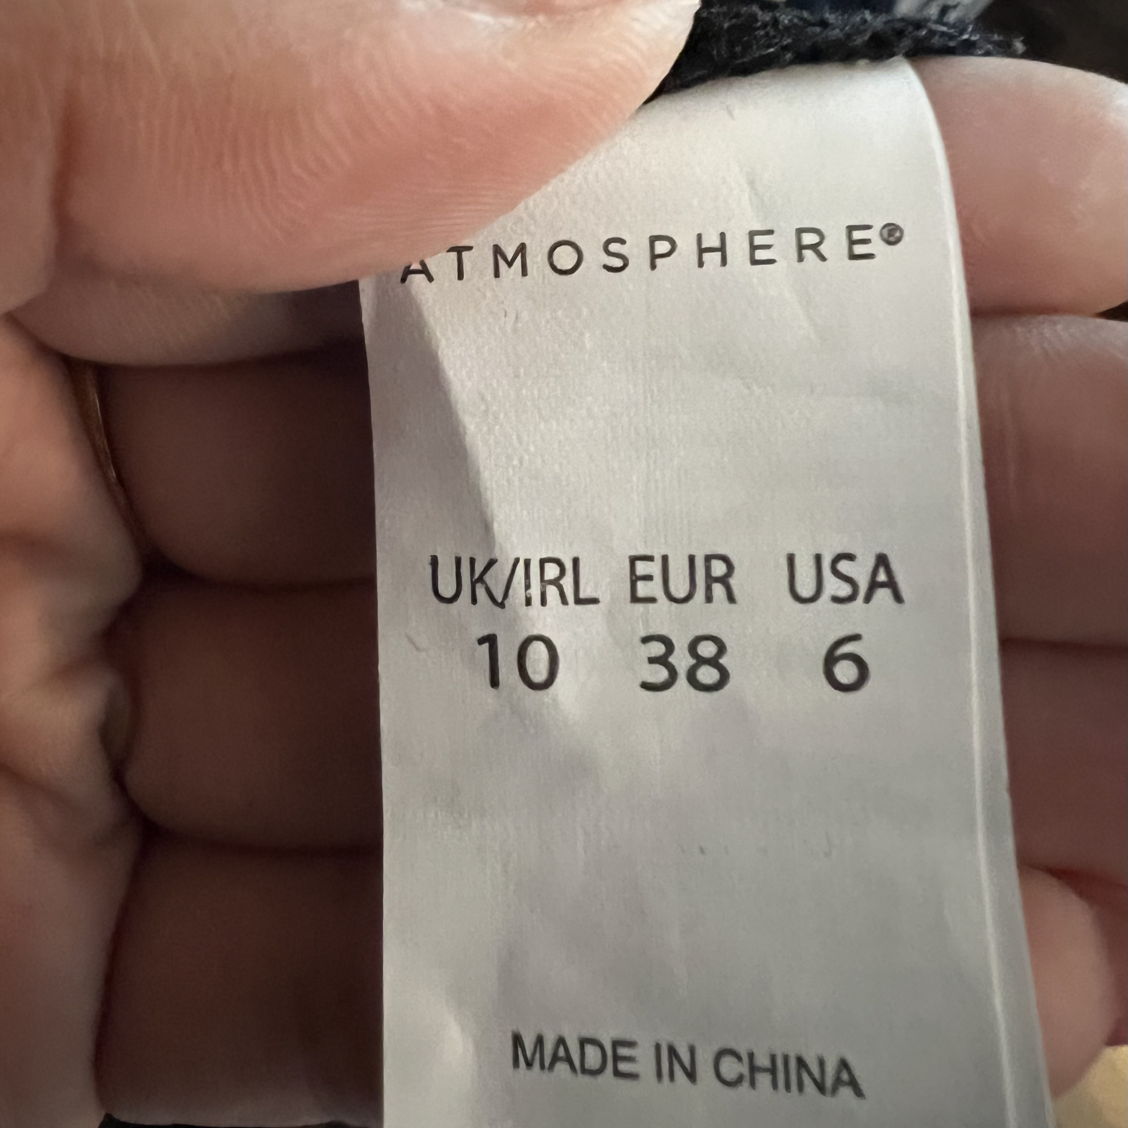 ATMOSPHERE®
UK/IRL EUR USA
10 38 6
MADE IN CHINA